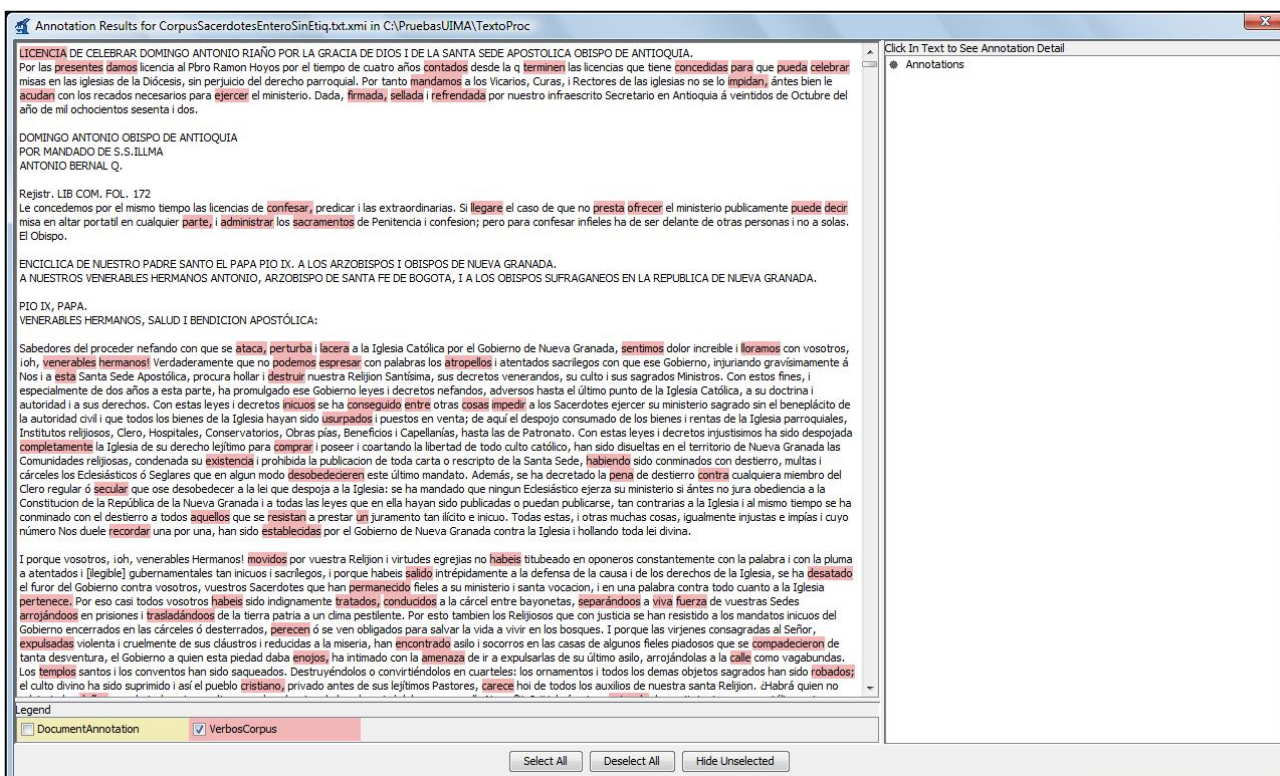 Annotation Results for CorpusSacerdotesEnteroSinEtiq.txt.xmi in C:\PruebasUIMA\TextoProc
LICENCIA DE CELEBRAR DOMINGO ANTONIO RIAÑO POR LA GRACIA DE DIOS I DE LA SANTA SEDE APOSTOLICA OBISPO DE ANTIOQUIA.
Por las presentes damos licencia al Pbro Ramon Hoyos por el tiempo de cuatro años contados desde la q terminen las licencias que tiene concedidas para que pueda celebrar
misas en las iglesias de la Diócesis, sin perjuicio del derecho parroquial. Por tanto mandamos a los Vicarios, Curas, i Rectores de las iglesias no se lo impidan, ántes bien le
acudan con los recados necesarios para ejercer el ministerio. Dada, firmada, sellada i refrendada por nuestro infraescrito Secretario en Antioquia á veintidos de Octubre del
año de mil ochocientos sesenta i dos.
DOMINGO ANTONIO OBISPO DE ANTIOQUIA
POR MANDADO DE S.S.ILLMA
ANTONIO BERNAL Q.
Rejistr. LIB COM. FOL. 172
Le concedemos por el mismo tiempo las licencias de confesar, predicar i las extraordinarias. Si llegare el caso de que no presta ofrecer el ministerio publicamente puede decir
misa en altar portatil en cualquier parte, i administrar los sacramentos de Penitencia i confesion; pero para confesar infieles ha de ser delante de otras personas i no a solas.
El Obispo.
ENCICLICA DE NUESTRO PADRE SANTO EL PAPA PIO IX. A LOS ARZOBISPOS I OBISPOS DE NUEVA GRANADA.
A NUESTROS VENERABLES HERMANOS ANTONIO, ARZOBISPO DE SANTA FE DE BOGOTA, I A LOS OBISPOS SUFRAGANEOS EN LA REPUBLICA DE NUEVA GRANADA.
PIO IX, PAPA.
VENERABLES HERMANOS, SALUD I BENDICION APOSTÓLICA:
Sabedores del proceder nefando con que se ataca, perturba i lacera a la Iglesia Católica por el Gobierno de Nueva Granada, sentimos dolor increible i lloramos con vosotros,
¡oh, venerables hermanos! Verdaderamente que no podemos espresar con palabras los atropellos i atentados sacrilegos con que ese Gobierno, injuriando gravísimamente á
Nos i a esta Santa Sede Apostólica, procura hollar i destruir nuestra Relijion Santísima, sus decretos venerandos, su culto i sus sagrados Ministros. Con estos fines, i
especialmente de dos años a esta parte, ha promulgado ese Gobierno leyes i decretos nefandos, adversos hasta el último punto de la Iglesia Católica, a su doctrina i
autoridad i a sus derechos. Con estas leyes i decretos inicuos se ha conseguido entre otras cosas impedir a los Sacerdotes ejercer su ministerio sagrado sin el beneplácito de
la autoridad civil i que todos los bienes de la Iglesia hayan sido usurpados i puestos en venta; de aquí el despojo consumado de los bienes i rentas de la Iglesia parroquiales,
Institutos relijiosos, Clero, Hospitales, Conservatorios, Obras pías, Beneficios i Capellanías, hasta las de Patronato. Con estas leyes i decretos injustisimos ha sido despojada
completamente la Iglesia de su derecho lejítimo para comprar i poseer i coartando la libertad de todo culto católico, han sido disueltas en el territorio de Nueva Granada las
Comunidades relijiosas, condenada su existencia i prohibida la publicacion de toda carta o rescripto de la Santa Sede, habiendo sido conminados con destierro, multas i
cárceles los Eclesiásticos ó Seglares que en algun modo desobedecieren este último mandato. Además, se ha decretado la pena de destierro contra cualquiera miembro del
Clero regular ó secular que ose desobedecer a la lei que despoja a la Iglesia: se ha mandado que ningun Eclesiástico ejerza su ministerio si ántes no jura obediencia a la
Constitucion de la República de la Nueva Granada i a todas las leyes que en ella hayan sido publicadas o puedan publicarse, tan contrarias a la Iglesia i al mismo tiempo se ha
conminado con el destierro a todos aquellos que se resistan a prestar un juramento tan ilícito e inicuo. Todas estas, i otras muchas cosas, igualmente injustas e impías i cuyo
número Nos duele recordar una por una, han sido establecidas por el Gobierno de Nueva Granada contra la Iglesia i hollando toda lei divina.
I porque vosotros, ¡oh, venerables Hermanos! movidos por vuestra Relijion i virtudes egrejias no habeis titubeado en oponeros constantemente con la palabra i con la pluma
a atentados i [ilegible] gubernamentales tan inicuos i sacrílegos, i porque habeis salido intrépidamente a la defensa de la causa i de los derechos de la Iglesia, se ha desatado
el furor del Gobierno contra vosotros, vuestros Sacerdotes que han permanecido fieles a su ministerio i santa vocacion, i en una palabra contra todo cuanto a la Iglesia
pertenece. Por eso casi todos vosotros habeis sido indignamente tratados, conducidos a la cárcel entre bayonetas, separándoos a viva fuerza de vuestras Sedes
arrojándoos en prisiones i trasladándoos de la tierra patria a un clima pestilente. Por esto tambien los Relijiosos que con justicia se han resistido a los mandatos inicuos del
Gobierno encerrados en las cárceles ó desterrados, perecen ó se ven obligados para salvar la vida a vivir en los bosques. I porque las virjenes consagradas al Señor,
expulsadas violenta i cruelmente de sus cláustros i reducidas a la miseria, han encontrado asilo i socorros en las casas de algunos fieles piadosos que se compadecieron de
tanta desventura, el Gobierno a quien esta piedad daba enojos, ha intimado con la amenaza de ir a expulsarlas de su último asilo, arrojándolas a la calle como vagabundas.
Los templos santos i los conventos han sido saqueados. Destruyéndolos o convirtiéndolos en cuarteles: los ornamentos i todos los demas objetos sagrados han sido robados;
el culto divino ha sido suprimido i así el pueblo cristiano, privado antes de sus lejítimos Pastores, carece hoi de todos los auxilios de nuestra santa Relijion. ¿Habrá quien no
Click In Text to See Annotation Detail
Annotations
Legend
DocumentAnnotation
VerbosCorpus
Select All
Deselect All
Hide Unselected